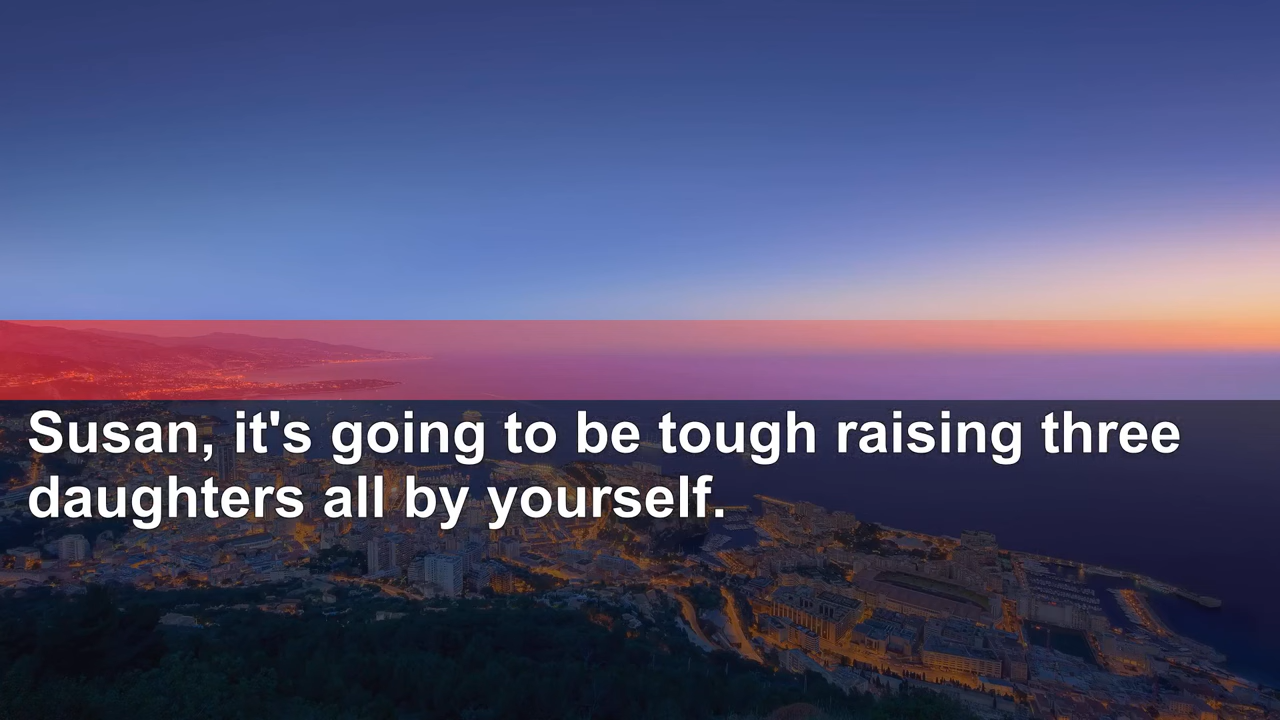 Susan, it's going to be tough raising three
daughters all by yourself.